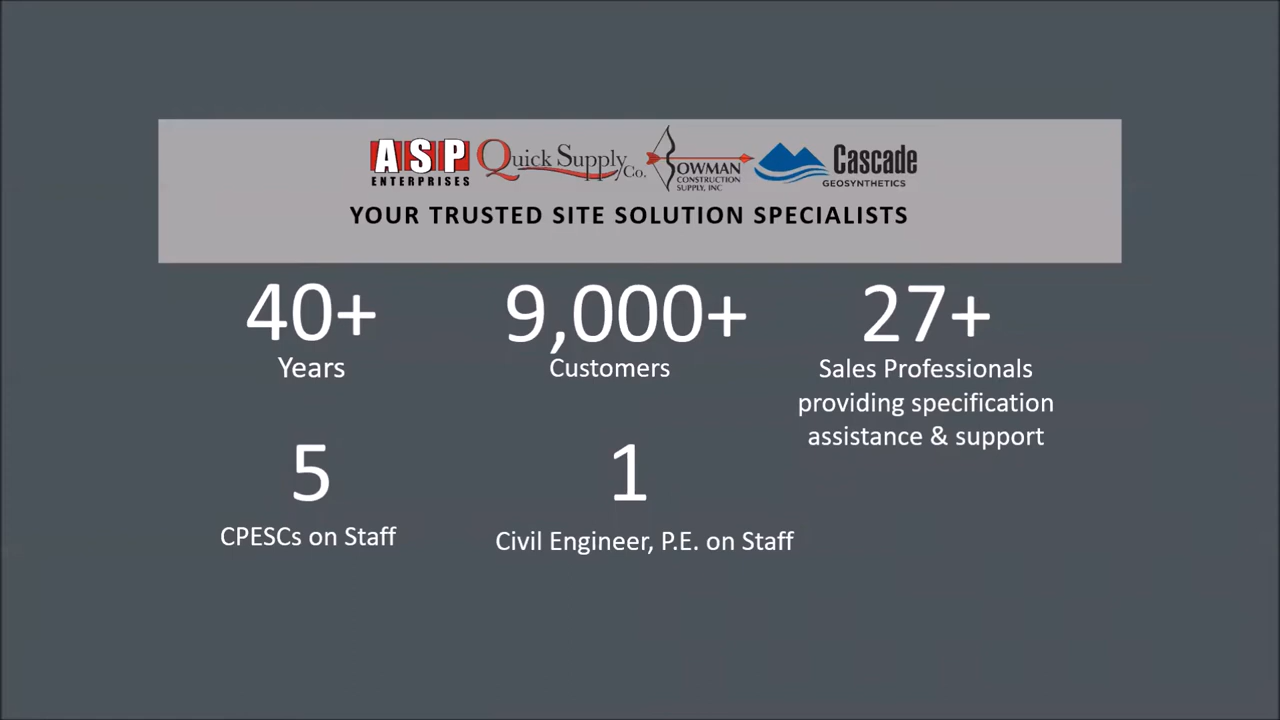 ASP
ENTERPRISES
Quick Supply Co.
BOWMAN
CONSTRUCTION
SUPPLY, INC
Cascade
GEOSYNTHETICS
YOUR TRUSTED SITE SOLUTION SPECIALISTS
40+
Years
9,000+
Customers
27+
Sales Professionals
providing specification
assistance & support
5
CPESCs on Staff
1
Civil Engineer, P.E. on Staff